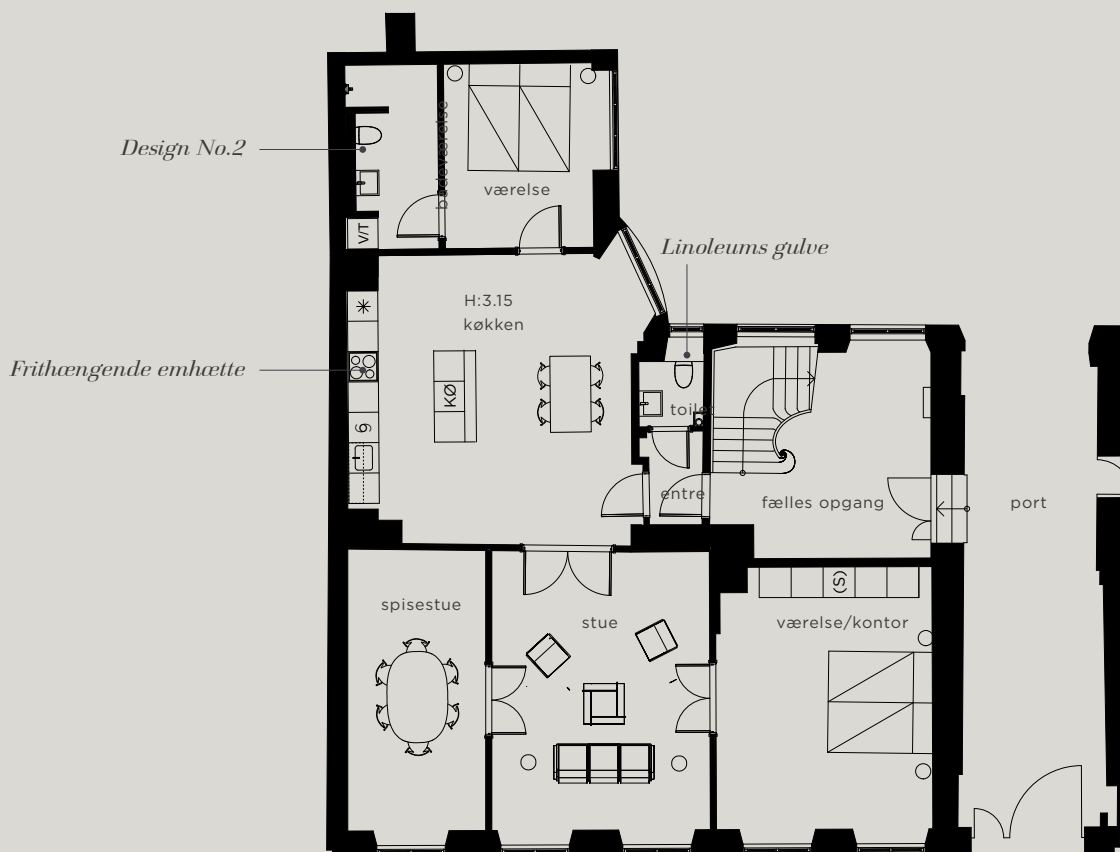 Design No.2
badeværelse
værelse
V/T
Linoleums gulve
H:3.15
køkken
Frithængende emhætte
KØ
9
toilet
entre
fælles opgang
port
spisestue
stue
(S)
værelse/kontor